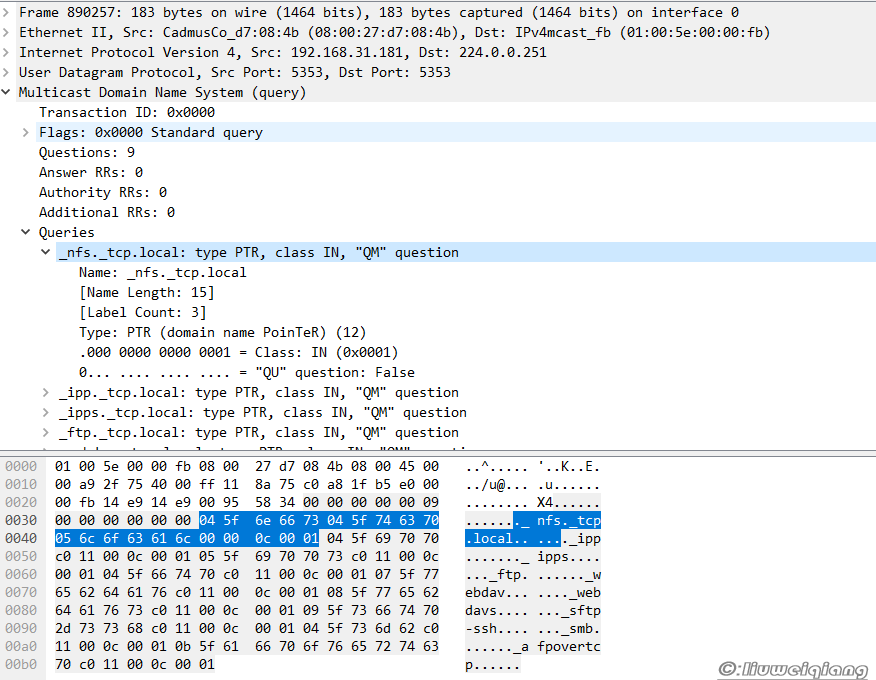 Frame 890257: 183 bytes on wire (1464 bits), 183 bytes captured (1464 bits) on interface 0
Ethernet II, Src: CadmusCo_d7:08:4b (08:00:27:d7:08:4b), Dst: IPv4mcast_fb (01:00:5e:00:00:fb)
Internet Protocol Version 4, Src: 192.168.31.181, Dst: 224.0.0.251
User Datagram Protocol, Src Port: 5353, Dst Port: 5353
Multicast Domain Name System (query)
Transaction ID: 0x0000
Flags: 0x0000 Standard query
Questions: 9
Answer RRs: 0
Authority RRs: 0
Additional RRs: 0
Queries
_nfs._tcp.local: type PTR, class IN, "QM" question
Name: _nfs._tcp.local
[Name Length: 15]
[Label Count: 3]
Type: PTR (domain name PoinTeR) (12)
.000 0000 0000 0001 = Class: IN (0x0001)
0... .... .... .... = "QU" question: False
_ipp._tcp.local: type PTR, class IN, "QM" question
_ipps._tcp.local: type PTR, class IN, "QM" question
_ftp._tcp.local: type PTR, class IN, "QM" question
0000 01 00 5e 00 00 fb 08 00 27 d7 08 4b 08 00 45 00 ..^..... '..K..E.
0010 00 a9 2f 75 40 00 ff 11 8a 75 c0 a8 1f b5 e0 00 ../u@... .u......
0020 00 fb 14 e9 14 e9 00 95 58 34 00 00 00 00 00 09 ........ X4......
0030 00 00 00 00 00 00 04 5f 6e 66 73 04 5f 74 63 70 ......._ nfs._tcp
0040 05 6c 6f 63 61 6c 00 00 0c 00 01 04 5f 69 70 70 .local.. ...._ipp
0050 c0 11 00 0c 00 01 05 5f 69 70 70 73 c0 11 00 0c ......._ ipps....
0060 00 01 04 5f 66 74 70 c0 11 00 0c 00 01 07 5f 77 ..._ftp. ......_w
0070 65 62 64 61 76 c0 11 00 0c 00 01 08 5f 77 65 62 ebdav... ...._web
0080 64 61 76 73 c0 11 00 0c 00 01 09 5f 73 66 74 70 davs.... ..._sftp
0090 2d 73 73 68 c0 11 00 0c 00 01 04 5f 73 6d 62 c0 -ssh.... ..._smb.
00a0 11 00 0c 00 01 0b 5f 61 66 70 6f 76 65 72 74 63 ......_a fpovertc
00b0 70 c0 11 00 0c 00 01 p......
©:liuweiqiang